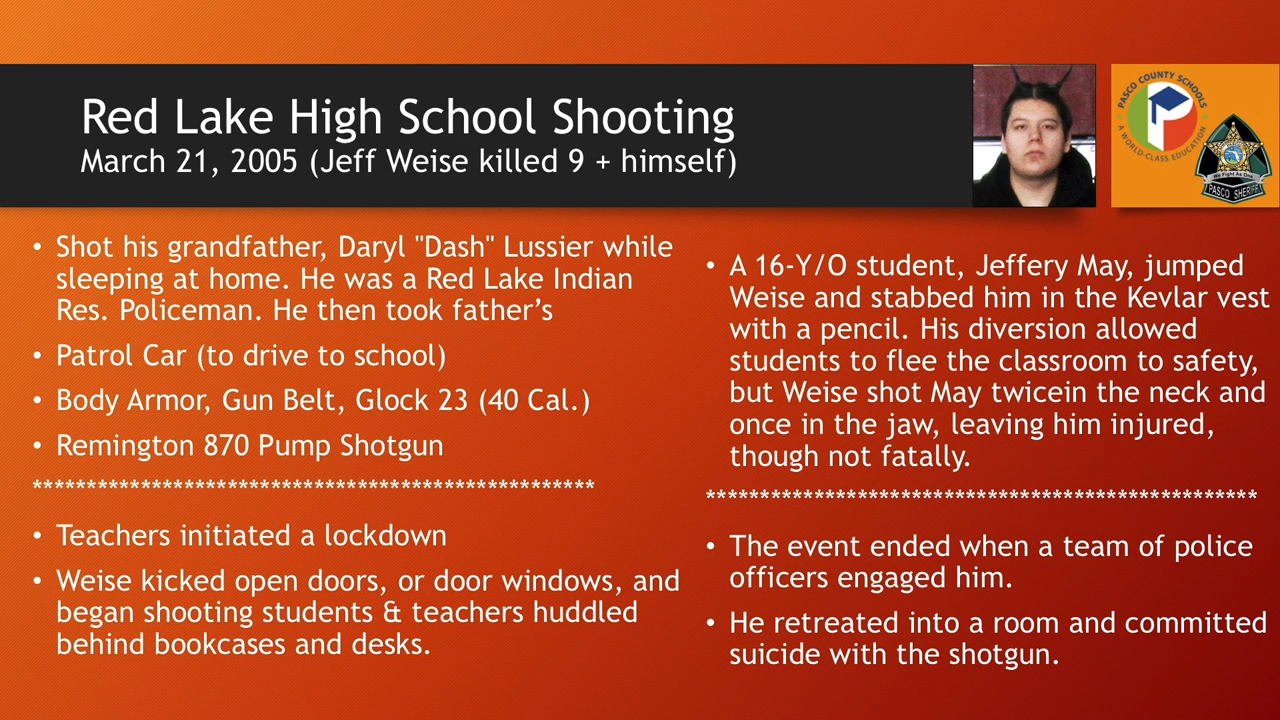 Red Lake High School Shooting
March 21, 2005 (Jeff Weise killed 9 + himself)
PASCO COUNTY SCHOOLS
A WORLD-CLASS EDUCATION
We Fight As One
PASCO SHERIFF
• Shot his grandfather, Daryl "Dash" Lussier while
sleeping at home. He was a Red Lake Indian
Res. Policeman. He then took father’s
• Patrol Car (to drive to school)
• Body Armor, Gun Belt, Glock 23 (40 Cal.)
• Remington 870 Pump Shotgun
****************************************************
• Teachers initiated a lockdown
• Weise kicked open doors, or door windows, and
began shooting students & teachers huddled
behind bookcases and desks.
• A 16-Y/O student, Jeffery May, jumped
Weise and stabbed him in the Kevlar vest
with a pencil. His diversion allowed
students to flee the classroom to safety,
but Weise shot May twicein the neck and
once in the jaw, leaving him injured,
though not fatally.
***************************************************
• The event ended when a team of police
officers engaged him.
• He retreated into a room and committed
suicide with the shotgun.